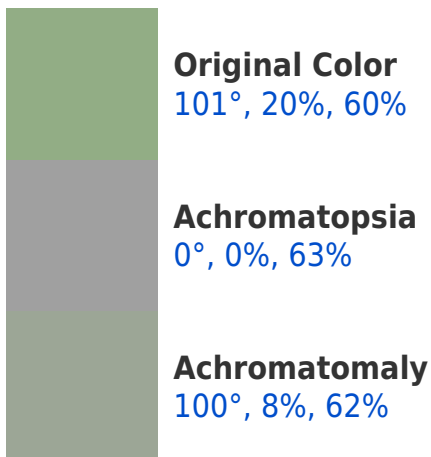 Original Color
101°, 20%, 60%
Achromatopsia
0°, 0%, 63%
Achromatomaly
100°, 8%, 62%